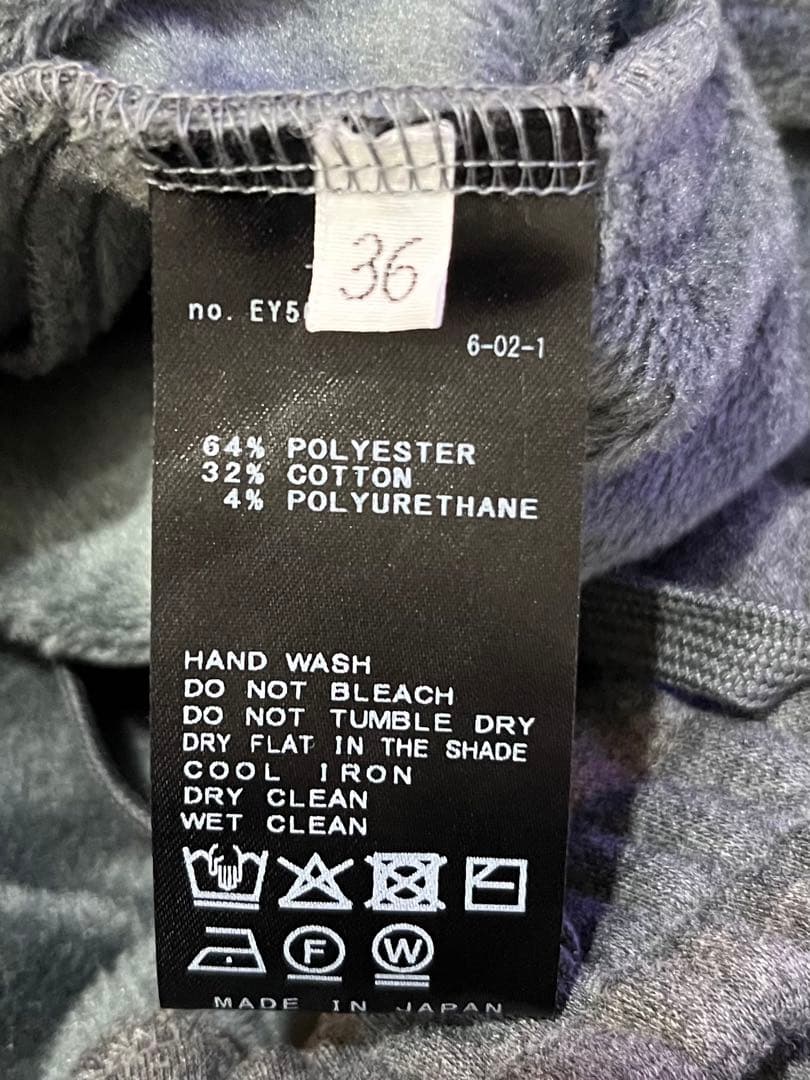 36
no. EY5
6-02-1
64% POLYESTER
32% COTTON
4% POLYURETHANE
HAND WASH
DO NOT BLEACH
DO NOT TUMBLE DRY
DRY FLAT IN THE SHADE
COOL IRON
DRY CLEAN
WET CLEAN
F W
MADE IN JAPAN